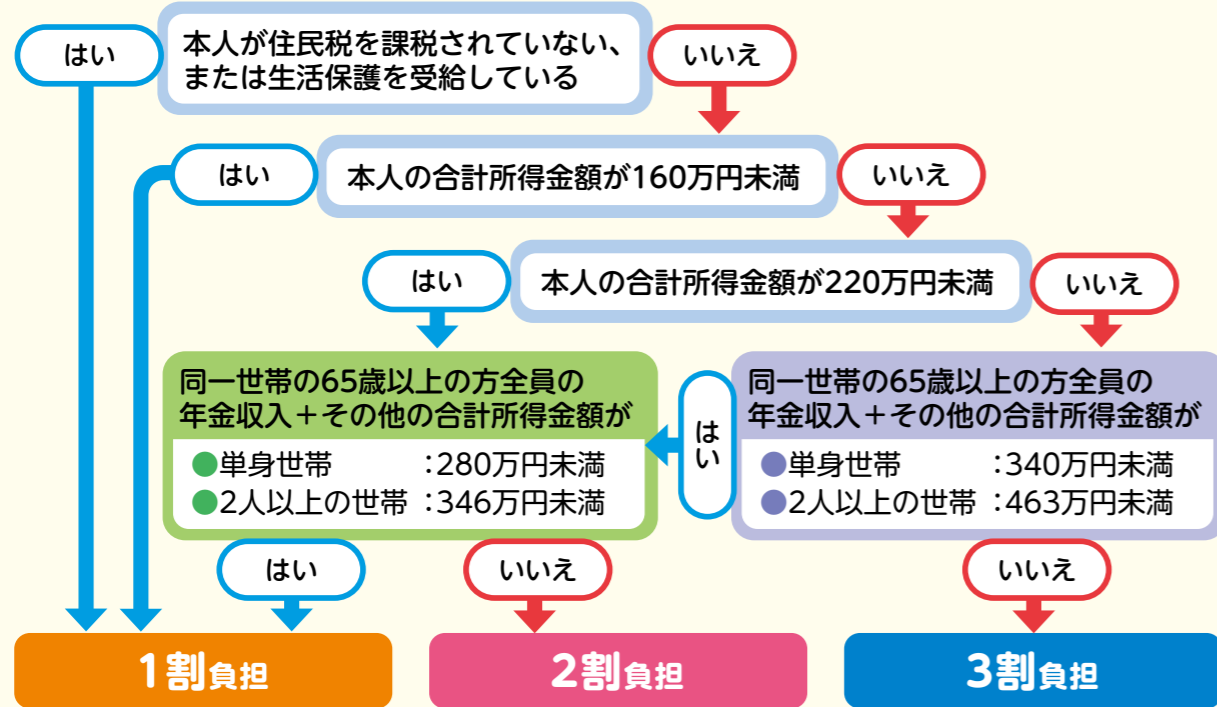 はい
本人が住民税を課税されていない、
または生活保護を受給している
いいえ
はい
本人の合計所得金額が160万円未満
いいえ
はい
本人の合計所得金額が220万円未満
いいえ
同一世帯の65歳以上の方全員の
年金収入＋その他の合計所得金額が
●単身世帯　　　:280万円未満
●2人以上の世帯 :346万円未満
はい
同一世帯の65歳以上の方全員の
年金収入＋その他の合計所得金額が
●単身世帯　　　:340万円未満
●2人以上の世帯 :463万円未満
はい
いいえ
いいえ
1割負担
2割負担
3割負担